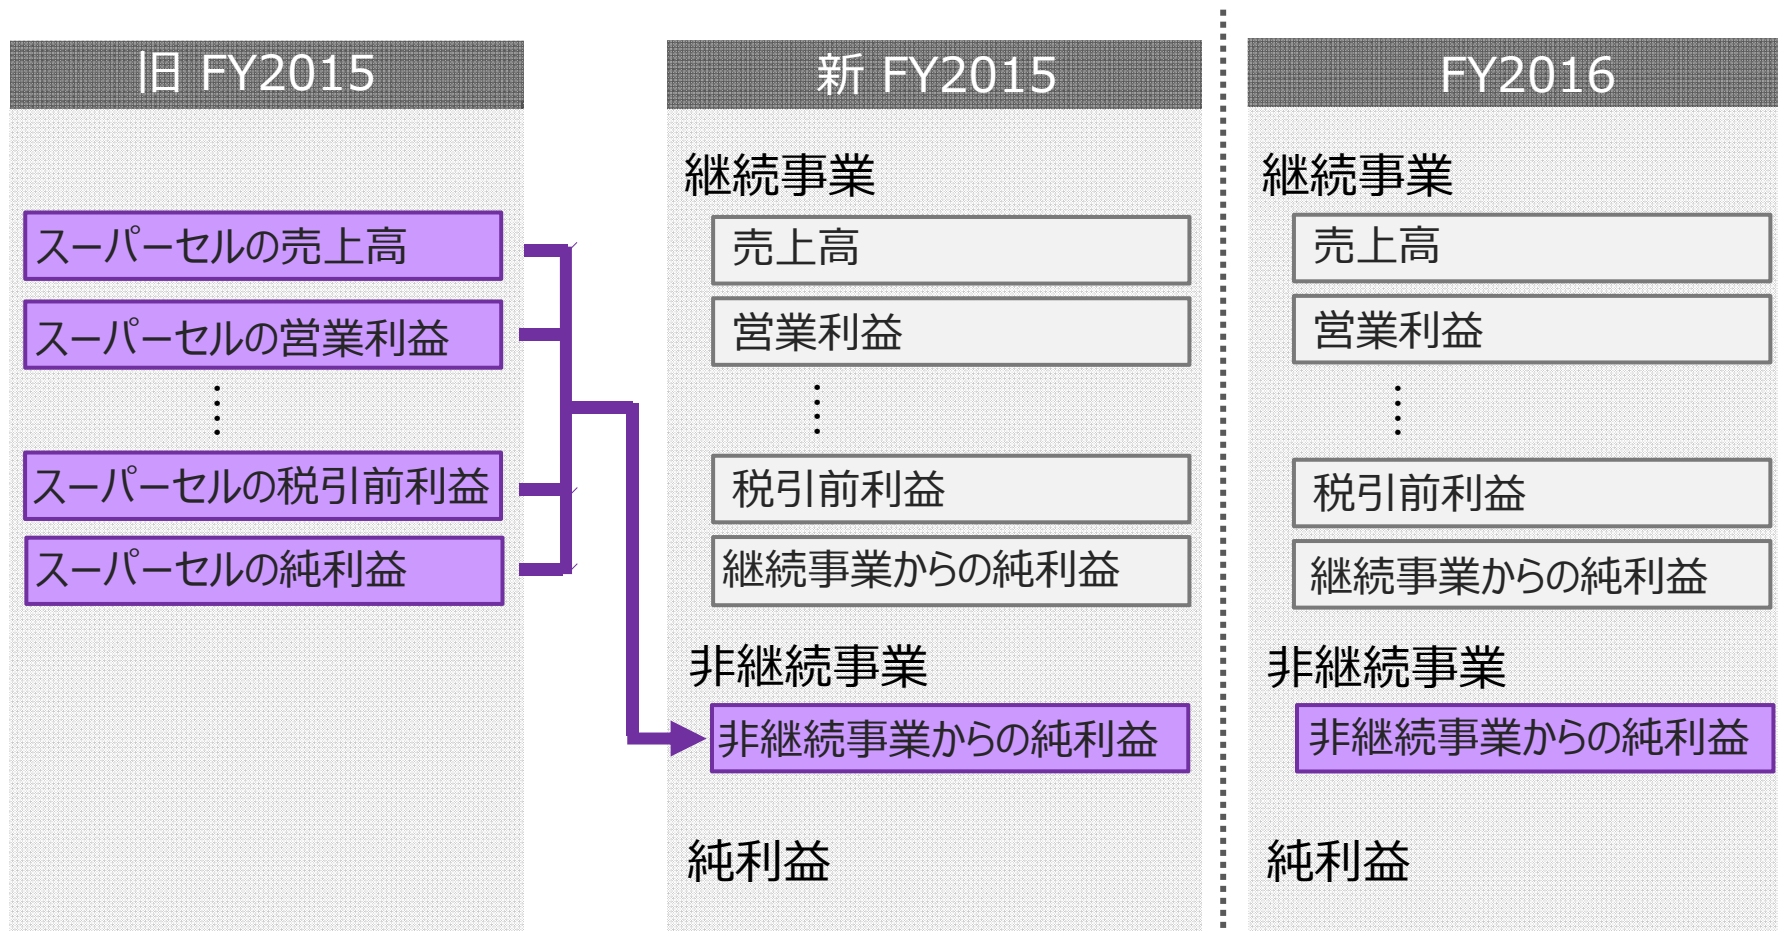 旧 FY2015
スーパーセルの売上高
スーパーセルの営業利益
スーパーセルの税引前利益
スーパーセルの純利益
新 FY2015
継続事業
売上高
営業利益
税引前利益
継続事業からの純利益
非継続事業
非継続事業からの純利益
純利益
FY2016
継続事業
売上高
営業利益
税引前利益
継続事業からの純利益
非継続事業
非継続事業からの純利益
純利益